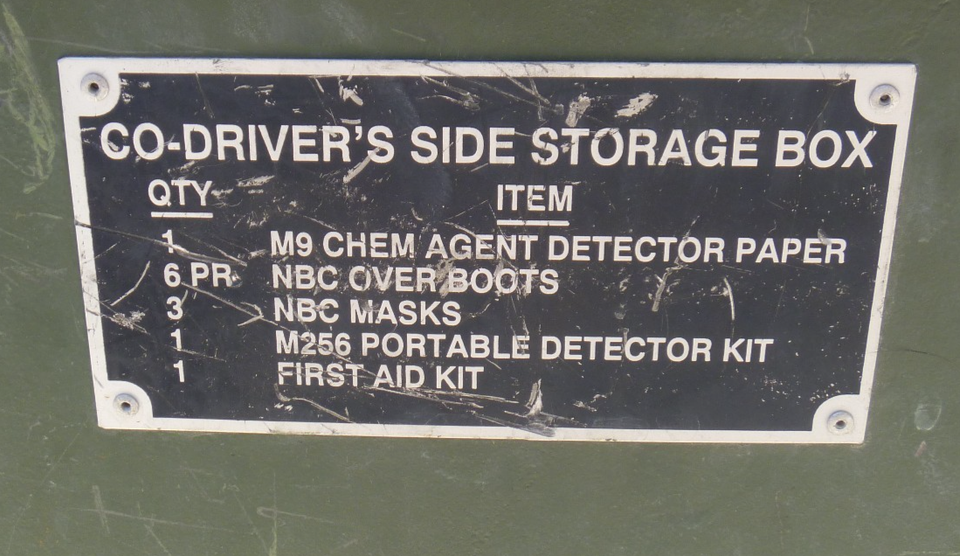 CO-DRIVER'S SIDE STORAGE BOX
QTY ITEM
1 M9 CHEM AGENT DETECTOR PAPER
6 PR NBC OVER BOOTS
3 NBC MASKS
1 M256 PORTABLE DETECTOR KIT
1 FIRST AID KIT